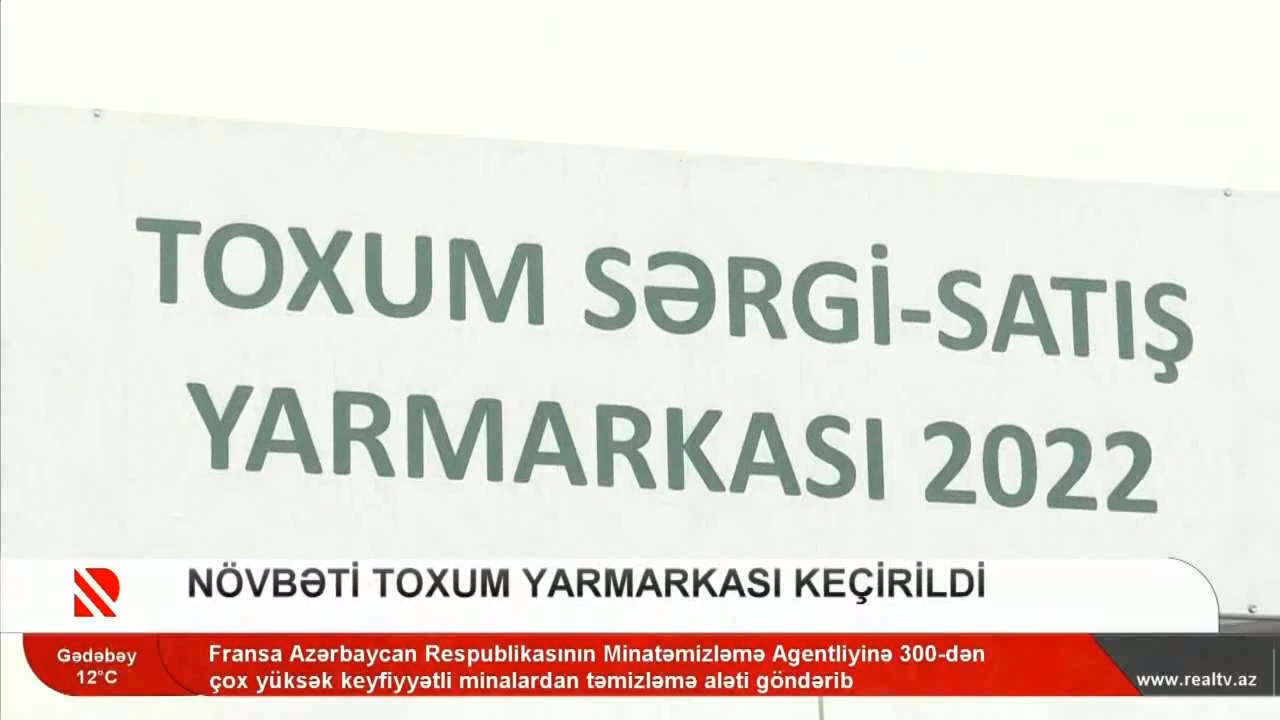 TOXUM SƏRGİ-SATIŞ
YARMARKASI 2022
NÖVBƏTİ TOXUM YARMARKASI KEÇİRİLDİ
Gədəbəy
12°C
Fransa Azərbaycan Respublikasının Minatəmizləmə Agentliyinə 300-dən
çox yüksək keyfiyyətli minalardan təmizləmə aləti göndərib
www.realtv.az